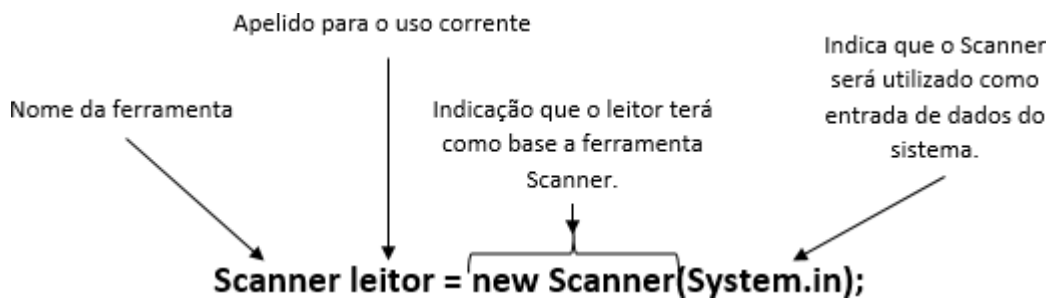 Apelido para o uso corrente
Indica que o Scanner
será utilizado como
entrada de dados do
sistema.
Nome da ferramenta
Indicação que o leitor terá
como base a ferramenta
Scanner.
Scanner leitor = new Scanner(System.in);